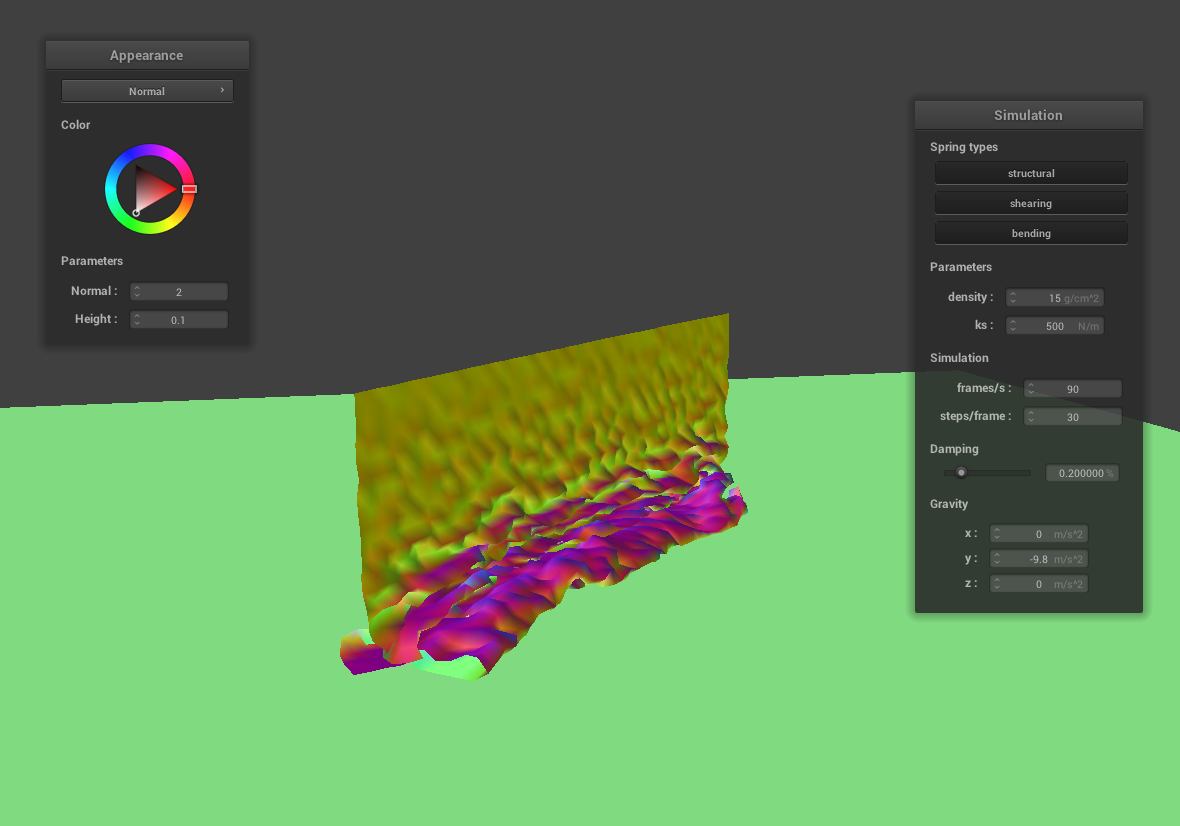 Appearance
Normal
Color
Parameters
Normal : 2
Height : 0.1
Simulation
Spring types
structural
shearing
bending
Parameters
density : 15 g/cm^2
ks : 500 N/m
Simulation
frames/s : 90
steps/frame : 30
Damping
0.200000 %
Gravity
x : 0 m/s^2
y : -9.8 m/s^2
z : 0 m/s^2